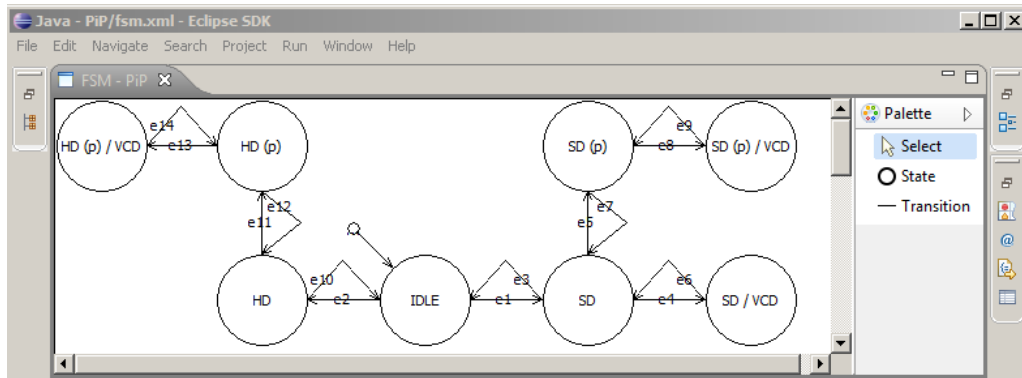 Java - PiP/fsm.xml - Eclipse SDK
File Edit Navigate Search Project Run Window Help
FSM - PiP
Palette
Select
State
Transition
e14
e9
HD (p) / VCD
e13
HD (p)
SD (p)
e8
SD (p) / VCD
e12
e7
e11
e5
e10
e3
e6
HD
e2
IDLE
e1
SD
e4
SD / VCD